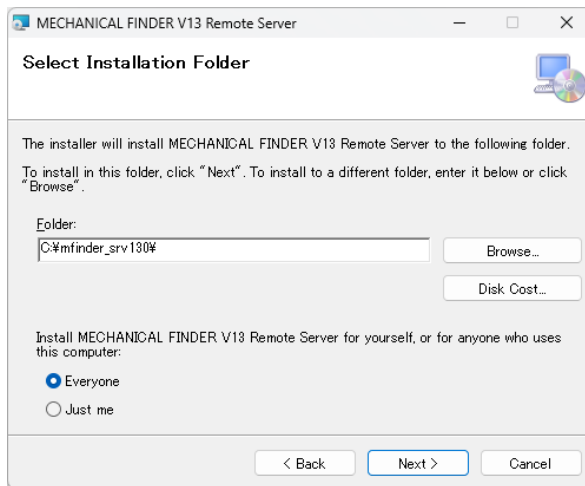 MECHANICAL FINDER V13 Remote Server
Select Installation Folder
The installer will install MECHANICAL FINDER V13 Remote Server to the following folder.
To install in this folder, click "Next". To install to a different folder, enter it below or click
"Browse".
Folder:
C:¥mfinder_srv130¥
Browse...
Disk Cost...
Install MECHANICAL FINDER V13 Remote Server for yourself, or for anyone who uses
this computer:
Everyone
Just me
< Back
Next >
Cancel